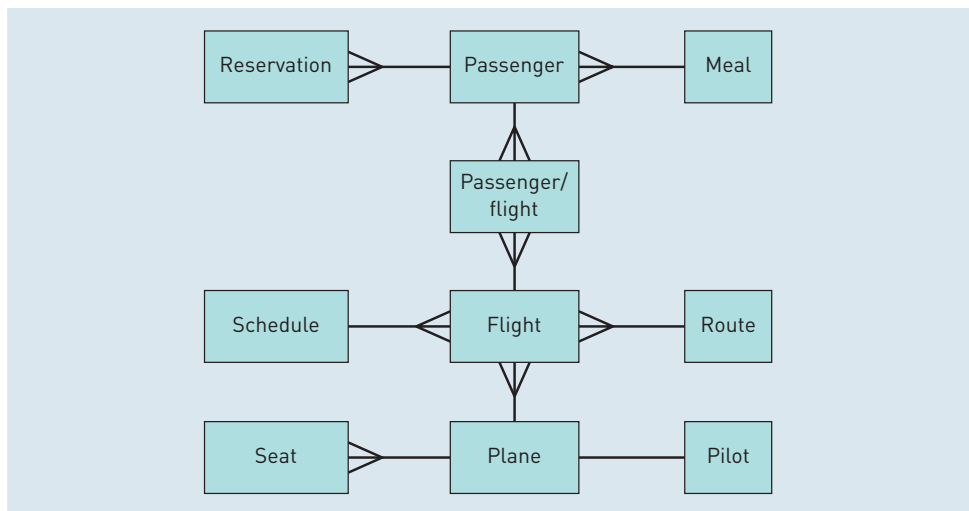 Reservation
Passenger
Meal
Passenger/
flight
Schedule
Flight
Route
Seat
Plane
Pilot